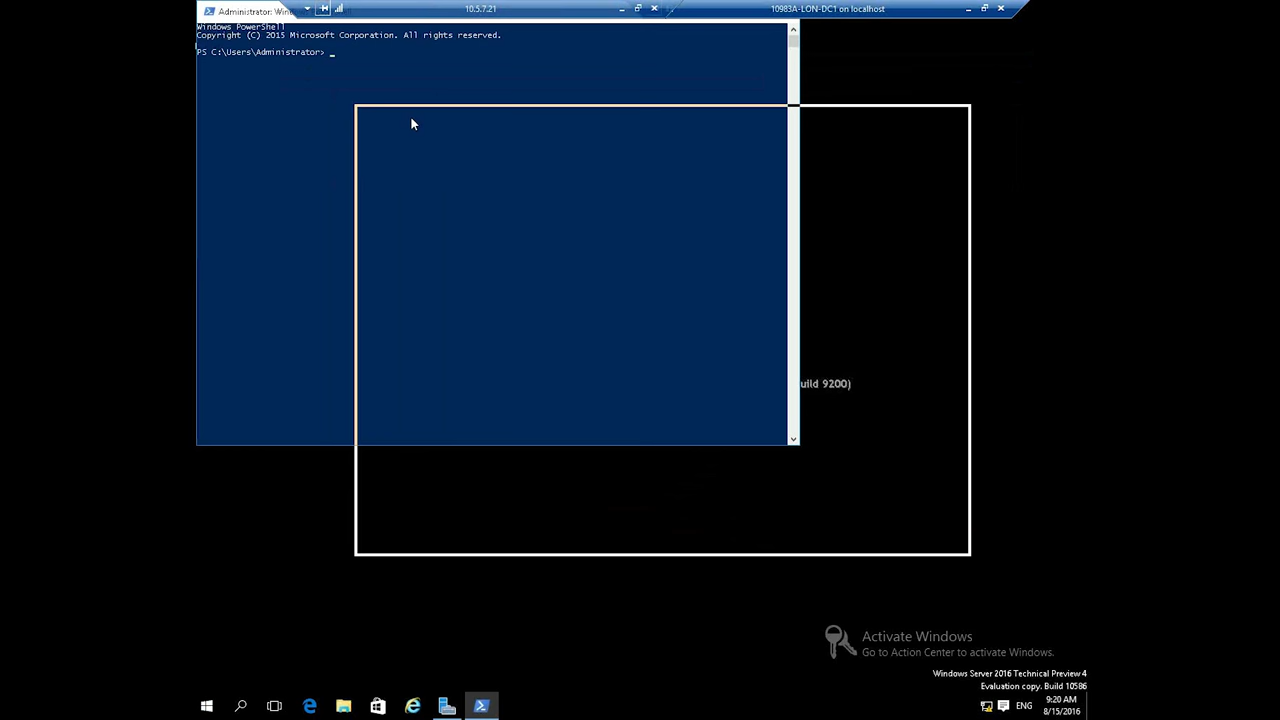 Administrator: Win
10.5.7.21
10983A-LON-DC1 on localhost
Windows PowerShell
Copyright (C) 2015 Microsoft Corporation. All rights reserved.
PS C:\Users\Administrator> _
uild 9200)
Activate Windows
Go to Action Center to activate Windows.
Windows Server 2016 Technical Preview 4
Evaluation copy. Build 10586
ENG
9:20 AM
8/15/2016